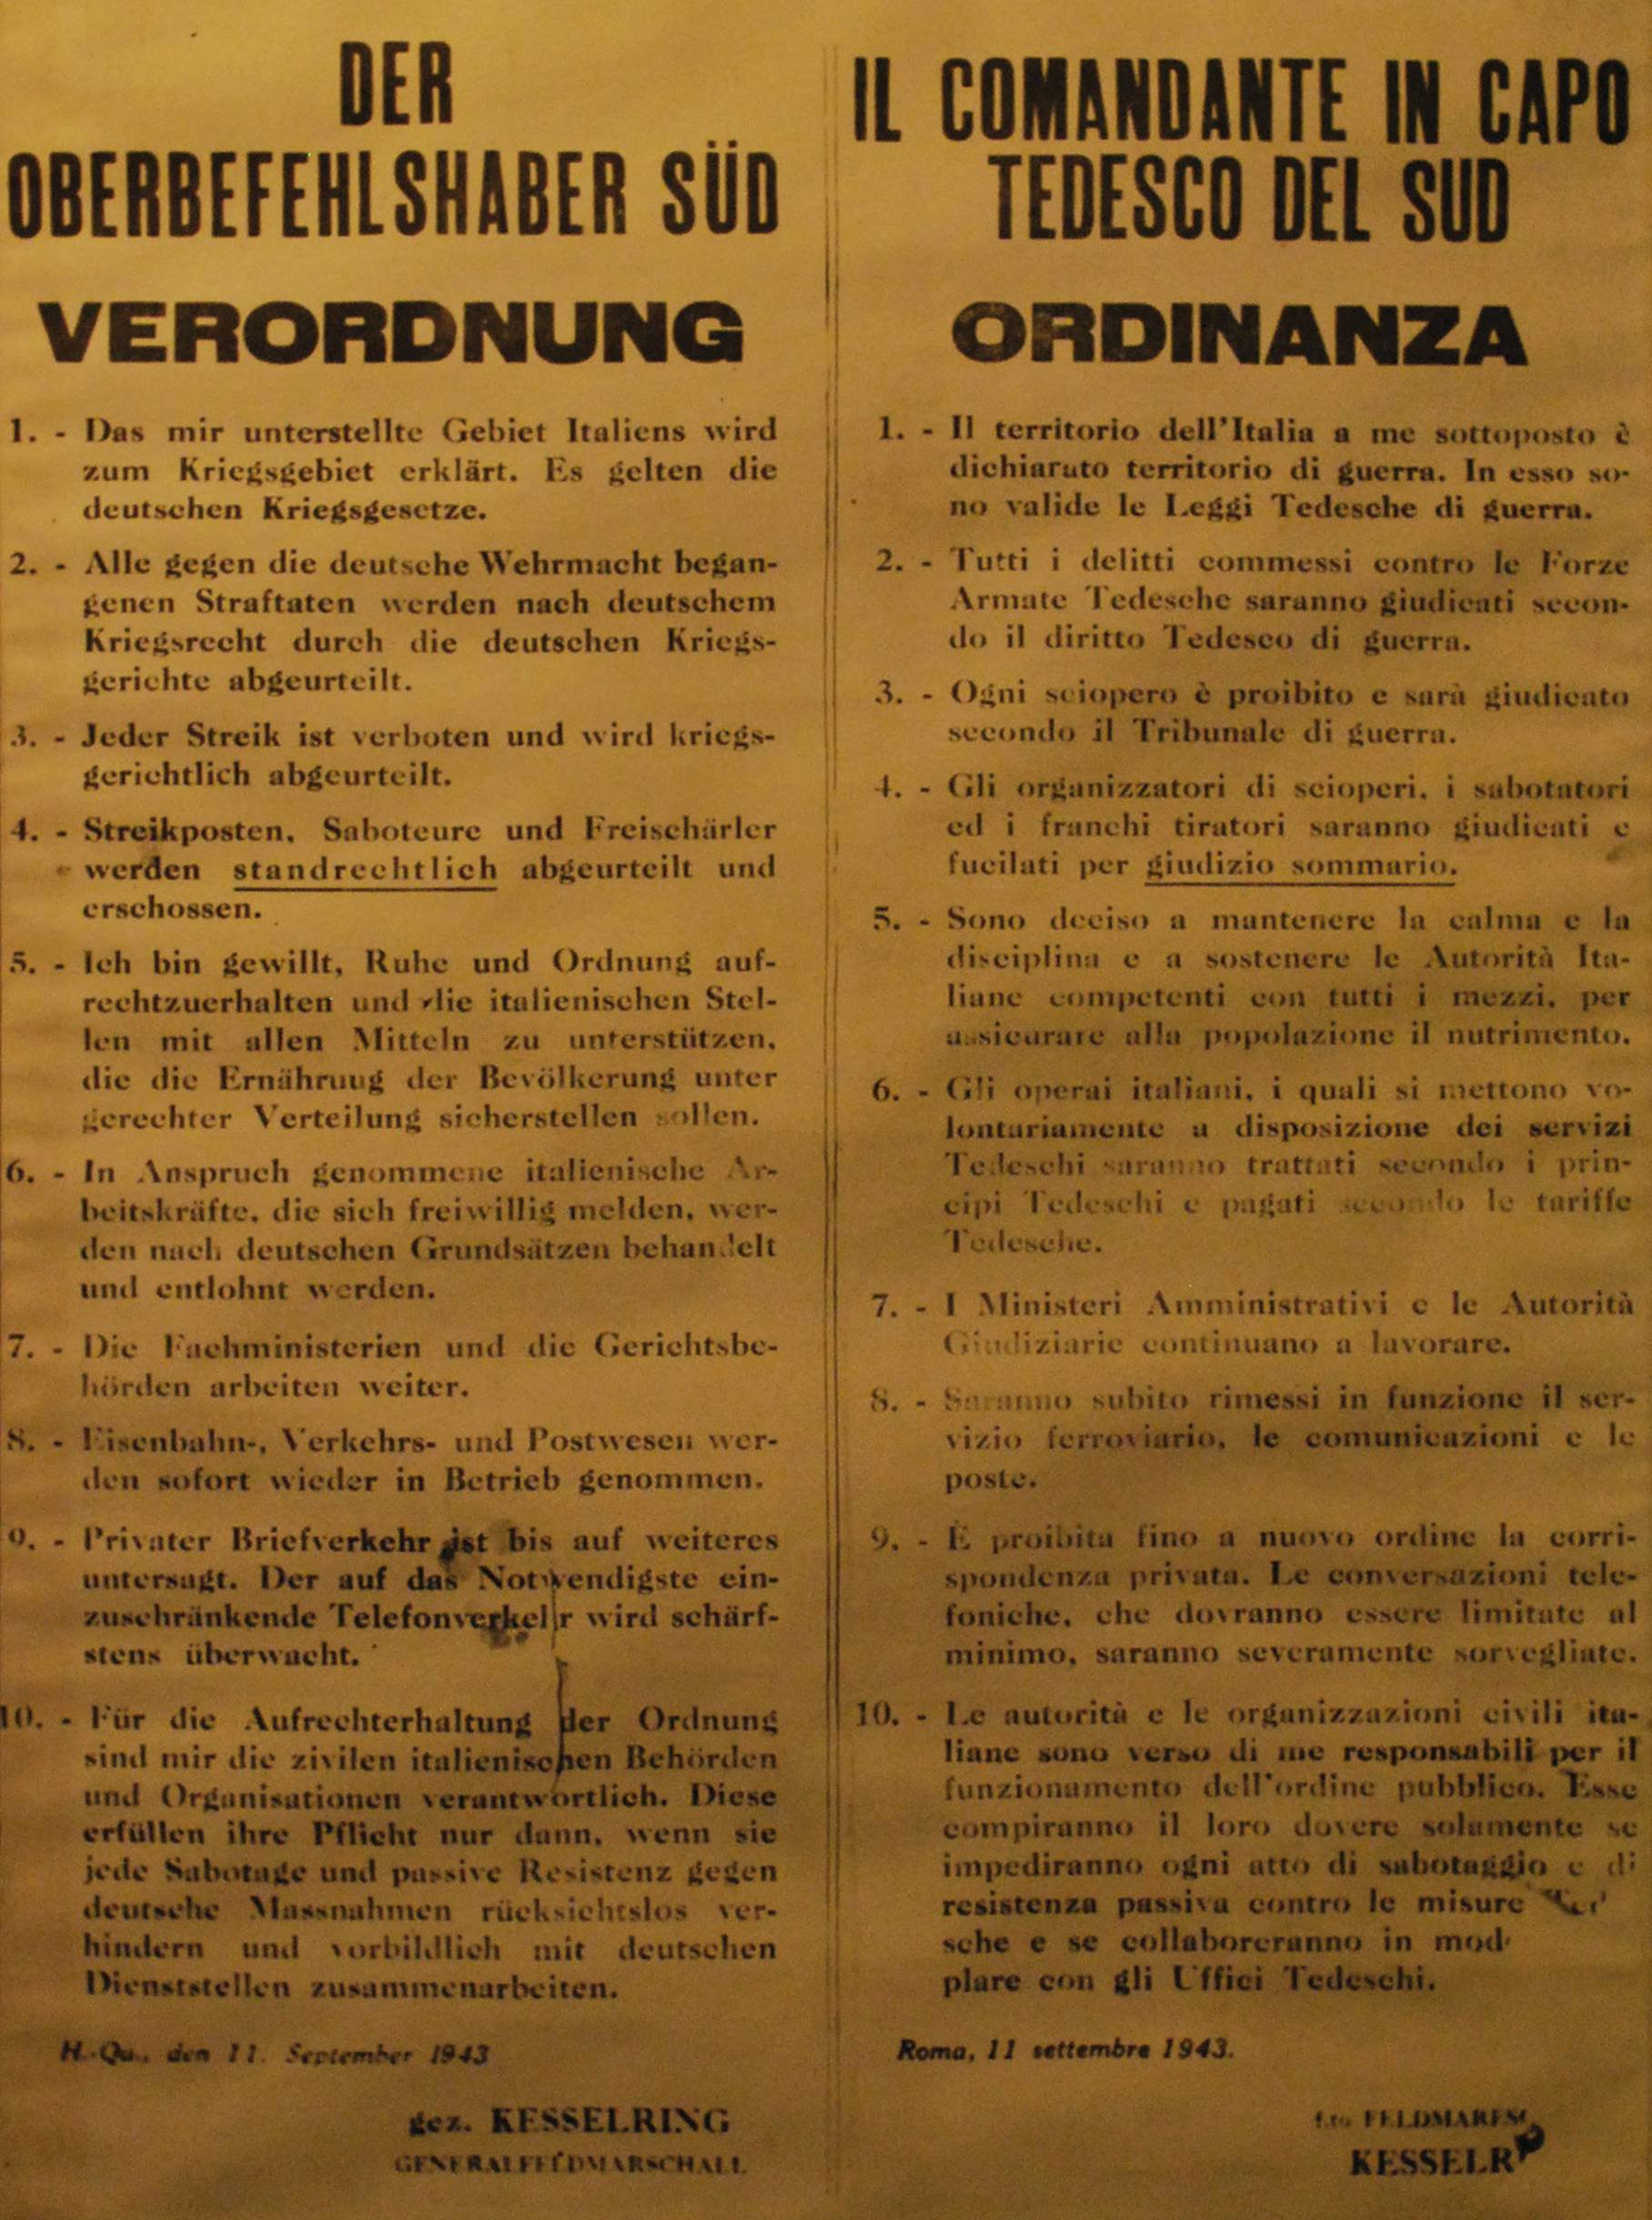 DER
OBERBEFEHLSHABER SÜD
VERORDNUNG
1. - Das mir unterstellte Gebiet Italiens wird
zum Kriegsgebiet erklärt. Es gelten die
deutschen Kriegsgesetze.
2. - Alle gegen die deutsche Wehrmacht began-
genen Straftaten werden nach deutschem
Kriegsrecht durch die deutschen Kriegs-
gerichte abgeurteilt.
3. - Jeder Streik ist verboten und wird kriegs-
gerichtlich abgeurteilt.
4. - Streikposten, Saboteure und Freischärler
werden standrechtlich abgeurteilt und
erschossen.
5. - Ich bin gewillt, Ruhe und Ordnung auf-
rechtzuerhalten und die italienischen Stel-
len mit allen Mitteln zu unterstützen,
die die Ernähruug der Bevölkerung unter
gerechter Verteilung sicherstellen sollen.
6. - In Anspruch genommene italienische Ar-
beitskräfte, die sich freiwillig melden, wer-
den nach deutschen Grundsätzen behandelt
und entlohnt werden.
7. - Die Fachministerien und die Gerichtsbe-
hörden arbeiten weiter.
8. - Eisenbahn-, Verkehrs- und Postwesen wer-
den sofort wieder in Betrieb genommen.
9. - Privater Briefverkehr ist bis auf weiteres
untersagt. Der auf das Notwendigste ein-
zuschränkende Telefonverkehr wird schärf-
stens überwacht.
10. - Für die Aufrechterhaltung der Ordnung
sind mir die zivilen italienischen Behörden
und Organisationen verantwortlich. Diese
erfüllen ihre Pflicht nur dann, wenn sie
jede Sabotage und passive Resistenz gegen
deutsche Massnahmen rücksichtslos ver-
hindern und vorbildlich mit deutschen
Dienststellen zusammenarbeiten.
H. Qu., den 11. September 1943
gez. KESSELRING
GENERALFELDMARSCHALL
IL COMANDANTE IN CAPO
TEDESCO DEL SUD
ORDINANZA
1. - Il territorio dell'Italia a me sottoposto è
dichiarato territorio di guerra. In esso so-
no valide le Leggi Tedesche di guerra.
2. - Tutti i delitti commessi contro le Forze
Armate Tedesche saranno giudicati secon-
do il diritto Tedesco di guerra.
3. - Ogni sciopero è proibito e sarà giudicato
secondo il Tribunale di guerra.
4. - Gli organizzatori di scioperi, i sabotatori
ed i franchi tiratori saranno giudicati e
fucilati per giudizio sommario.
5. - Sono deciso a mantenere la calma e la
disciplina e a sostenere le Autorità Ita-
liane competenti con tutti i mezzi, per
assicurare alla popolazione il nutrimento.
6. - Gli operai italiani, i quali si mettono vo-
lontariamente a disposizione dei servizi
Tedeschi saranno trattati secondo i prin-
cipi Tedeschi e pagati secondo le tariffe
Tedesche.
7. - I Ministeri Amministrativi e le Autorità
Giudiziarie continuano a lavorare.
8. - Saranno subito rimessi in funzione il ser-
vizio ferroviario, le comunicazioni e le
poste.
9. - È proibita fino a nuovo ordine la corri-
spondenza privata. Le conversazioni tele-
foniche, che dovranno essere limitate al
minimo, saranno severamente sorvegliate.
10. - Le autorità e le organizzazioni civili ita-
liane sono verso di me responsabili per il
funzionamento dell'ordine pubblico. Esse
compiranno il loro dovere solamente se
impediranno ogni atto di sabotaggio e di
resistenza passiva contro le misure
sche e se collaboreranno in mod
plare con gli Uffici Tedeschi.
Roma, 11 settembre 1943.
KESSELR